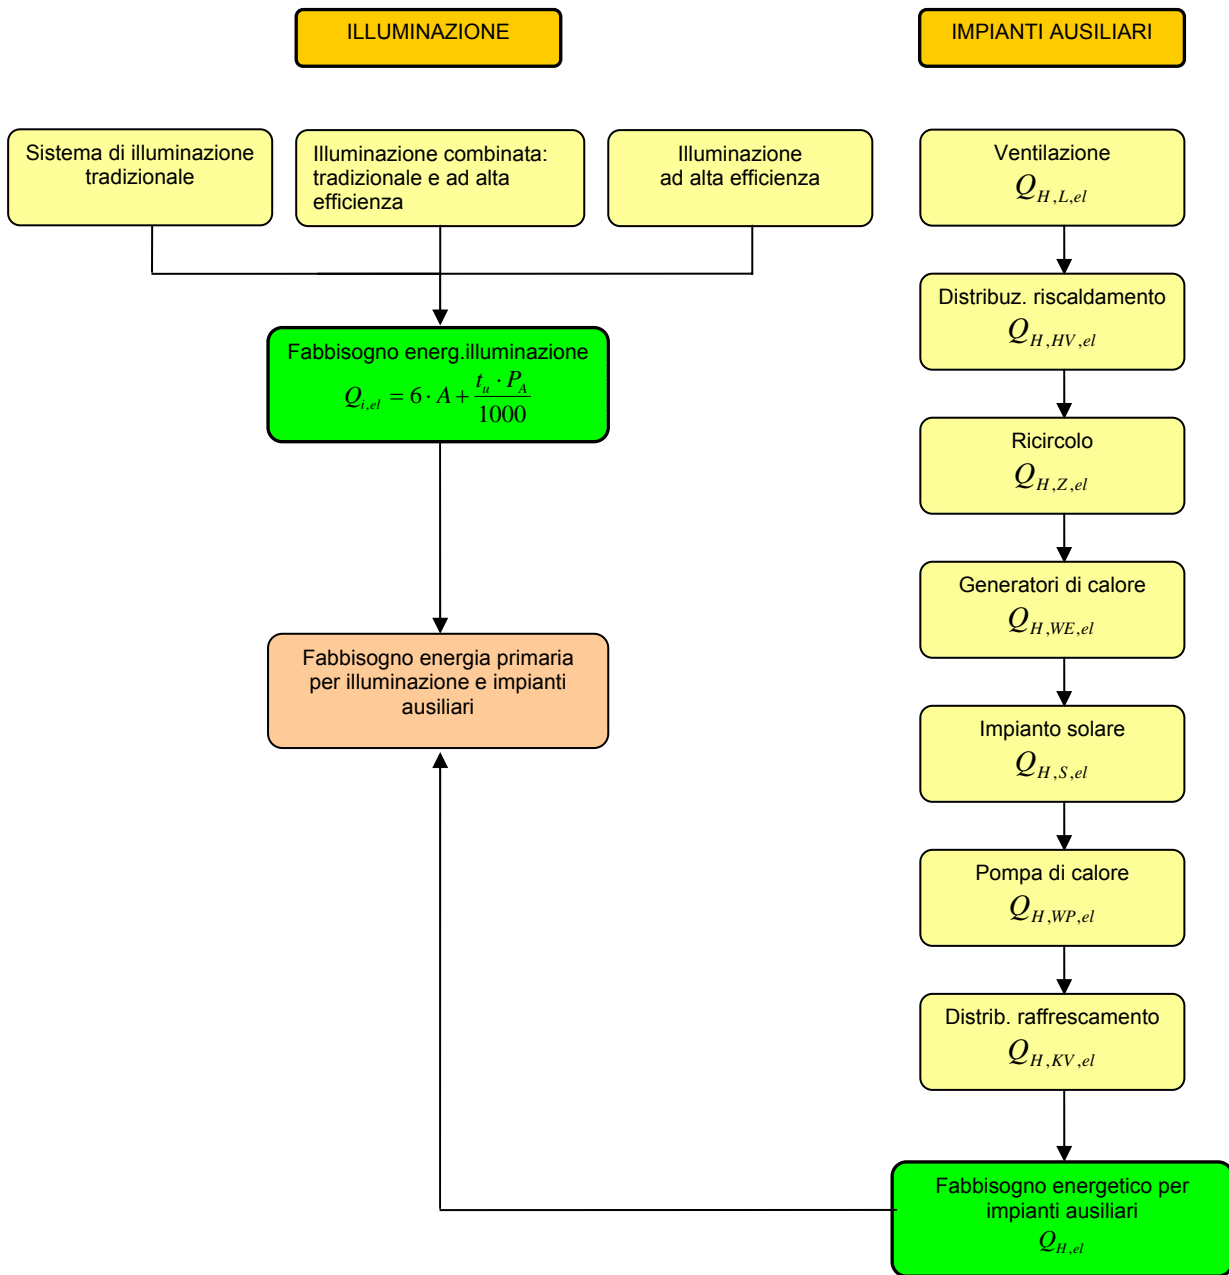 ILLUMINAZIONE
IMPIANTI AUSILIARI
Sistema di illuminazione
tradizionale
Illuminazione combinata:
tradizionale e ad alta
efficienza
Illuminazione
ad alta efficienza
Fabbisogno energ.illuminazione
Q_{i,el} = 6 · A + \frac{t_u · P_A}{1000}
Fabbisogno energia primaria
per illuminazione e impianti
ausiliari
Ventilazione
Q_{H,L,el}
Distribuz. riscaldamento
Q_{H,HV,el}
Ricircolo
Q_{H,Z,el}
Generatori di calore
Q_{H,WE,el}
Impianto solare
Q_{H,S,el}
Pompa di calore
Q_{H,WP,el}
Distrib. raffrescamento
Q_{H,KV,el}
Fabbisogno energetico per
impianti ausiliari
Q_{H,el}